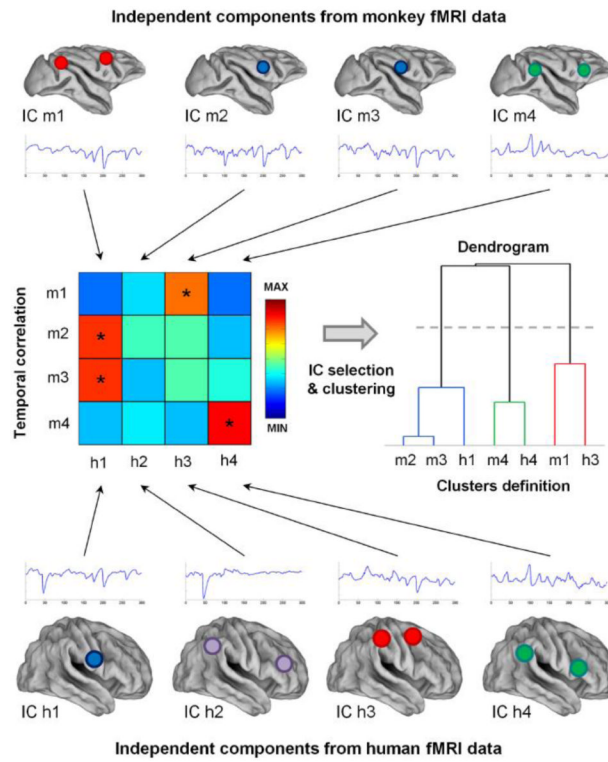 Independent components from monkey fMRI data
IC m1
IC m2
IC m3
IC m4
Dendrogram
Temporal correlation
m1
m2
m3
m4
*
*
*
*
MAX
MIN
IC selection
& clustering
h1
h2
h3
h4
m2
m3
h1
m4
h4
m1
h3
Clusters definition
IC h1
IC h2
IC h3
IC h4
Independent components from human fMRI data